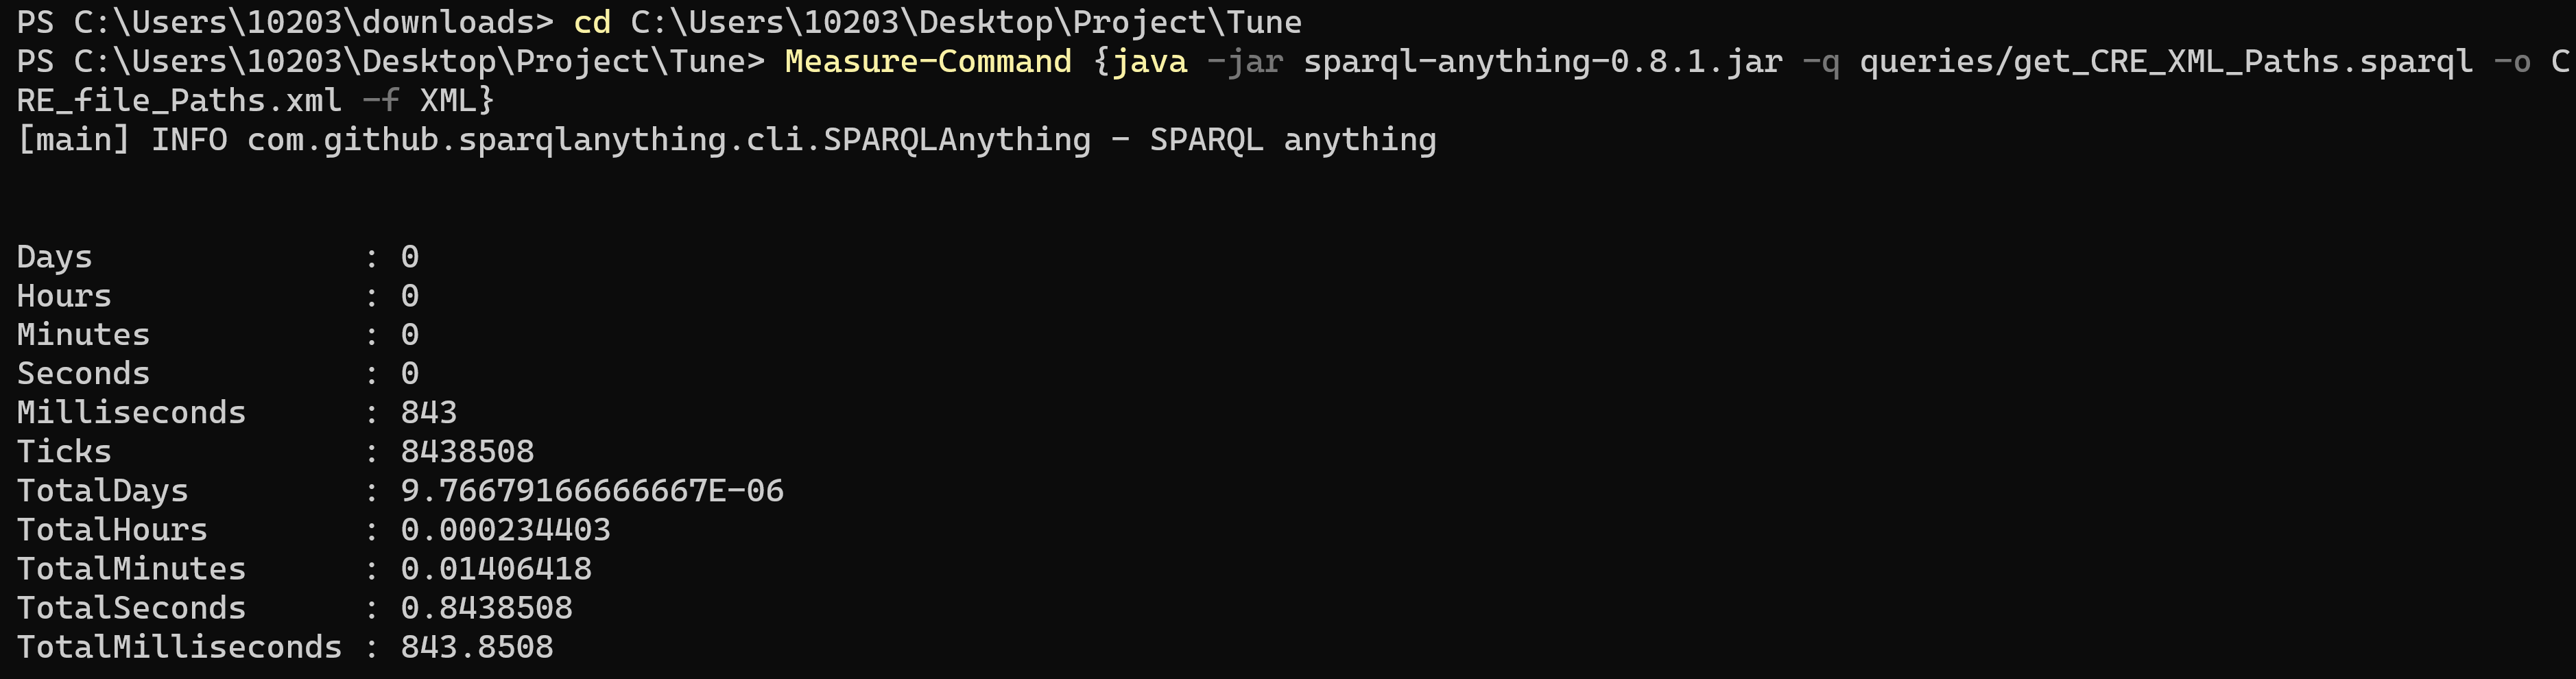 PS C:\Users\10203\downloads> cd C:\Users\10203\Desktop\Project\Tune
PS C:\Users\10203\Desktop\Project\Tune> Measure-Command {java -jar sparql-anything-0.8.1.jar -q queries/get_CRE_XML_Paths.sparql -o C
RE_file_Paths.xml -f XML}
[main] INFO com.github.sparqlanything.cli.SPARQLAnything - SPARQL anything
Days              : 0
Hours             : 0
Minutes           : 0
Seconds           : 0
Milliseconds      : 843
Ticks             : 8438508
TotalDays         : 9.76679166666667E-06
TotalHours        : 0.000234403
TotalMinutes      : 0.01406418
TotalSeconds      : 0.8438508
TotalMilliseconds : 843.8508